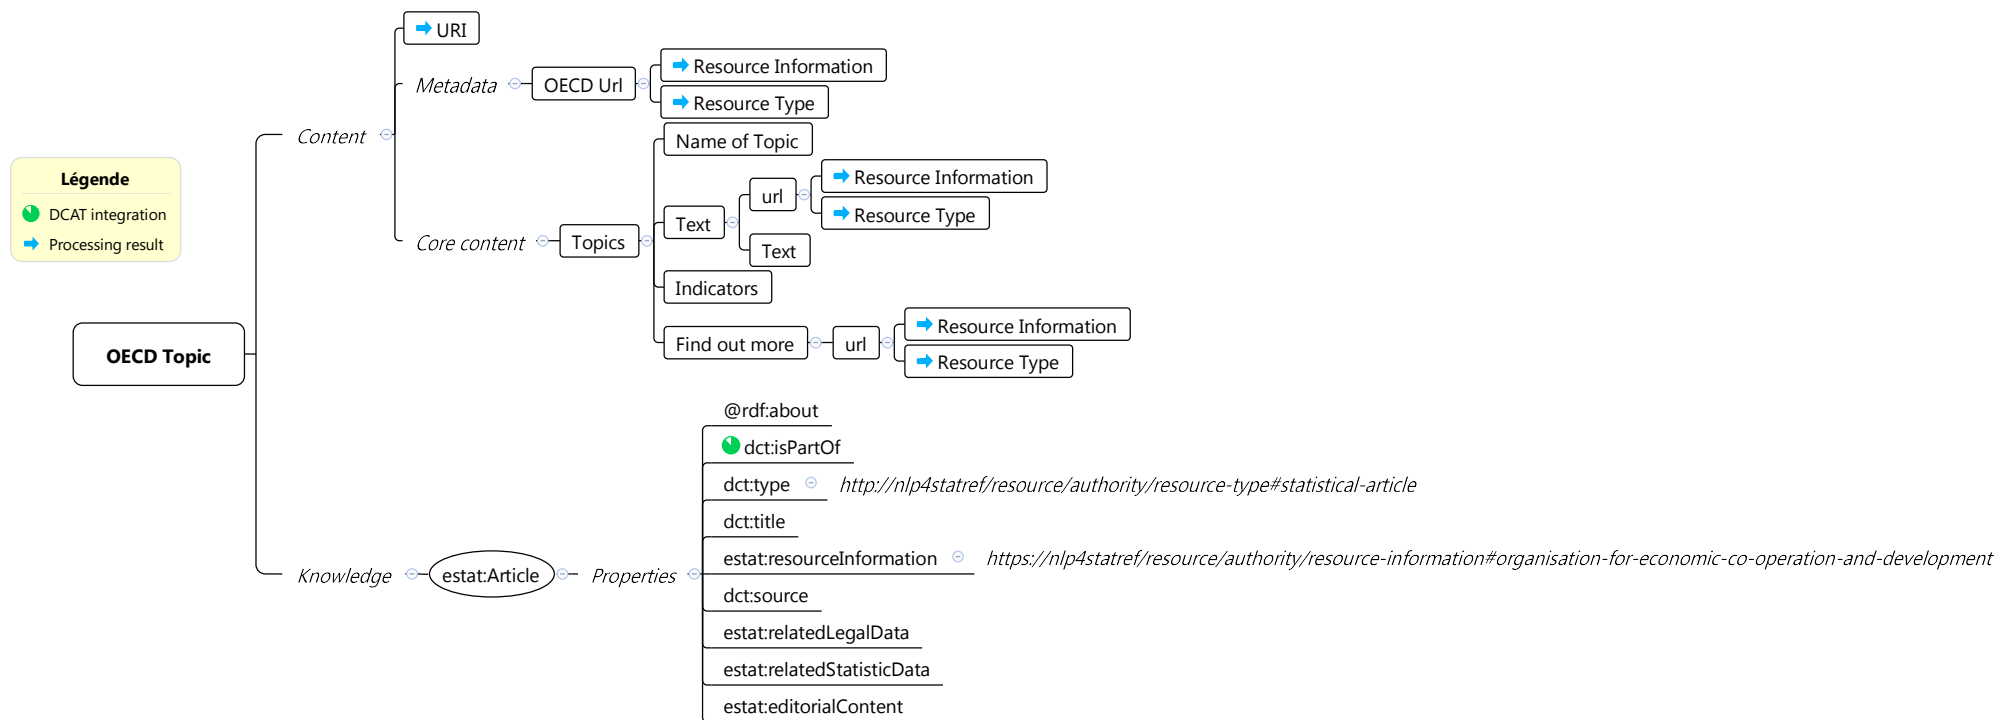 URI
Metadata
OECD Url
Resource Information
Resource Type
Content
Name of Topic
url
Resource Information
Resource Type
Text
Text
Core content
Topics
Indicators
Find out more
url
Resource Information
Resource Type
Légende
DCAT integration
Processing result
OECD Topic
Knowledge
estat:Article
Properties
@rdf:about
dct:isPartOf
dct:type
http://nlp4statref/resource/authority/resource-type#statistical-article
dct:title
estat:resourceInformation
https://nlp4statref/resource/authority/resource-information#organisation-for-economic-co-operation-and-development
dct:source
estat:relatedLegalData
estat:relatedStatisticData
estat:editorialContent